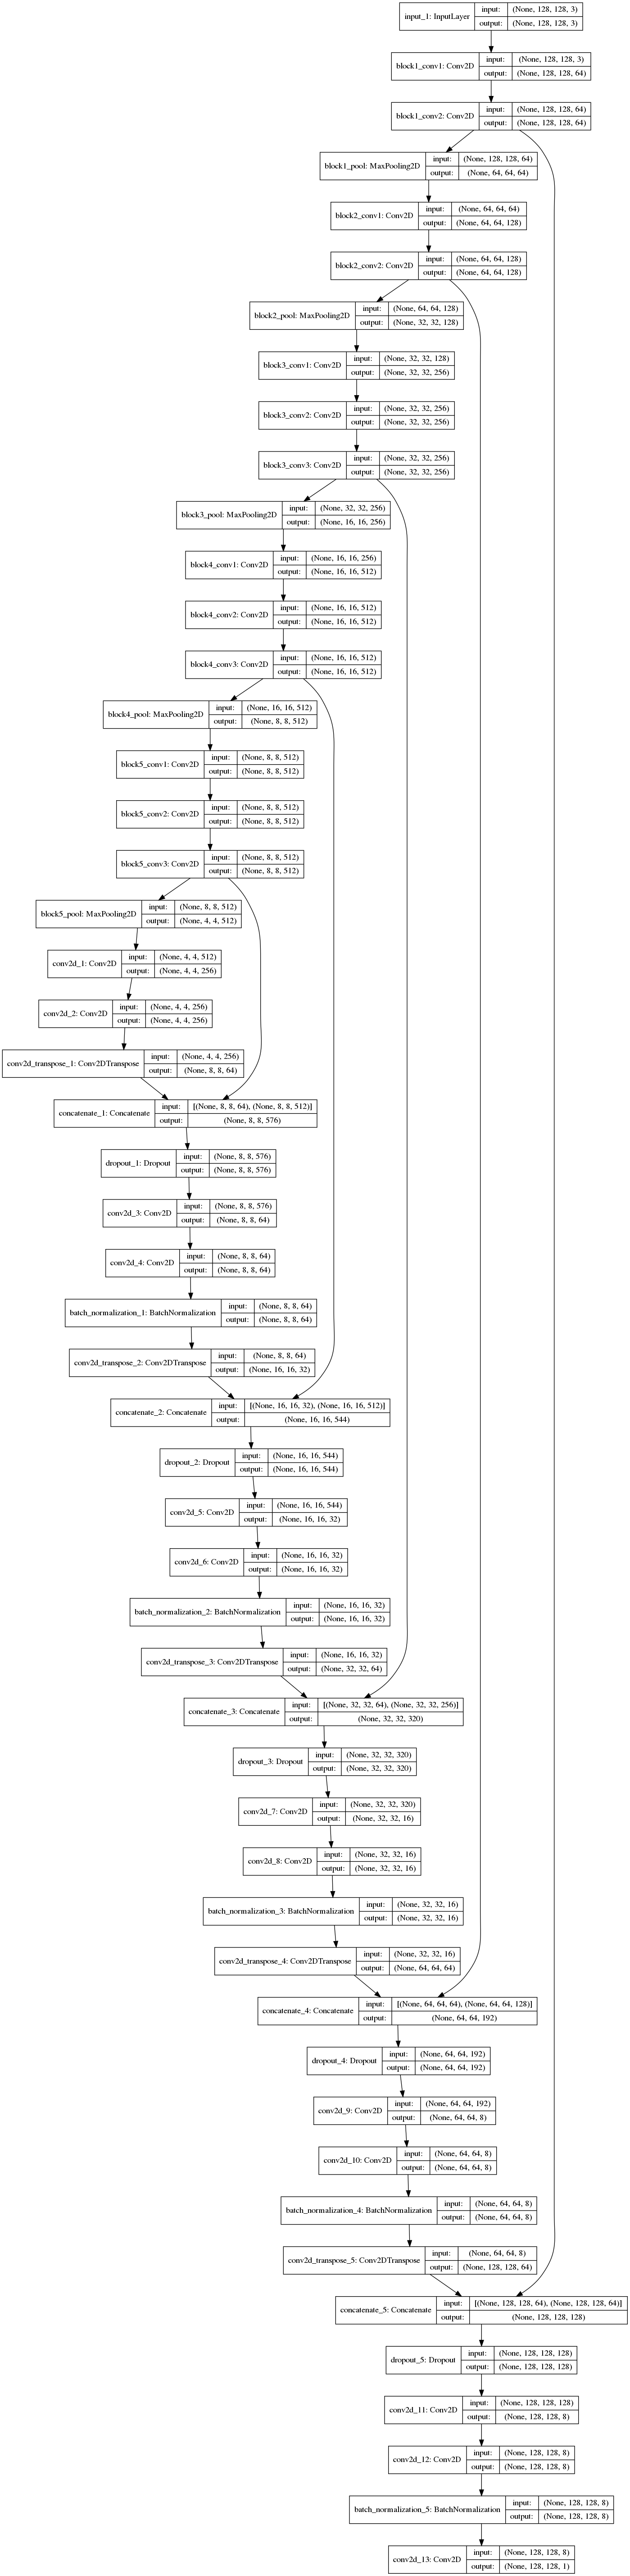 input_1: InputLayer
input: (None, 128, 128, 3)
output: (None, 128, 128, 3)
block1_conv1: Conv2D
input: (None, 128, 128, 3)
output: (None, 128, 128, 64)
block1_conv2: Conv2D
input: (None, 128, 128, 64)
output: (None, 128, 128, 64)
block1_pool: MaxPooling2D
input: (None, 128, 128, 64)
output: (None, 64, 64, 64)
block2_conv1: Conv2D
input: (None, 64, 64, 64)
output: (None, 64, 64, 128)
block2_conv2: Conv2D
input: (None, 64, 64, 128)
output: (None, 64, 64, 128)
block2_pool: MaxPooling2D
input: (None, 64, 64, 128)
output: (None, 32, 32, 128)
block3_conv1: Conv2D
input: (None, 32, 32, 128)
output: (None, 32, 32, 256)
block3_conv2: Conv2D
input: (None, 32, 32, 256)
output: (None, 32, 32, 256)
block3_conv3: Conv2D
input: (None, 32, 32, 256)
output: (None, 32, 32, 256)
block3_pool: MaxPooling2D
input: (None, 32, 32, 256)
output: (None, 16, 16, 256)
block4_conv1: Conv2D
input: (None, 16, 16, 256)
output: (None, 16, 16, 512)
block4_conv2: Conv2D
input: (None, 16, 16, 512)
output: (None, 16, 16, 512)
block4_conv3: Conv2D
input: (None, 16, 16, 512)
output: (None, 16, 16, 512)
block4_pool: MaxPooling2D
input: (None, 16, 16, 512)
output: (None, 8, 8, 512)
block5_conv1: Conv2D
input: (None, 8, 8, 512)
output: (None, 8, 8, 512)
block5_conv2: Conv2D
input: (None, 8, 8, 512)
output: (None, 8, 8, 512)
block5_conv3: Conv2D
input: (None, 8, 8, 512)
output: (None, 8, 8, 512)
block5_pool: MaxPooling2D
input: (None, 8, 8, 512)
output: (None, 4, 4, 512)
conv2d_1: Conv2D
input: (None, 4, 4, 512)
output: (None, 4, 4, 256)
conv2d_2: Conv2D
input: (None, 4, 4, 256)
output: (None, 4, 4, 256)
conv2d_transpose_1: Conv2DTranspose
input: (None, 4, 4, 256)
output: (None, 8, 8, 64)
concatenate_1: Concatenate
input: [(None, 8, 8, 64), (None, 8, 8, 512)]
output: (None, 8, 8, 576)
dropout_1: Dropout
input: (None, 8, 8, 576)
output: (None, 8, 8, 576)
conv2d_3: Conv2D
input: (None, 8, 8, 576)
output: (None, 8, 8, 64)
conv2d_4: Conv2D
input: (None, 8, 8, 64)
output: (None, 8, 8, 64)
batch_normalization_1: BatchNormalization
input: (None, 8, 8, 64)
output: (None, 8, 8, 64)
conv2d_transpose_2: Conv2DTranspose
input: (None, 8, 8, 64)
output: (None, 16, 16, 32)
concatenate_2: Concatenate
input: [(None, 16, 16, 32), (None, 16, 16, 512)]
output: (None, 16, 16, 544)
dropout_2: Dropout
input: (None, 16, 16, 544)
output: (None, 16, 16, 544)
conv2d_5: Conv2D
input: (None, 16, 16, 544)
output: (None, 16, 16, 32)
conv2d_6: Conv2D
input: (None, 16, 16, 32)
output: (None, 16, 16, 32)
batch_normalization_2: BatchNormalization
input: (None, 16, 16, 32)
output: (None, 16, 16, 32)
conv2d_transpose_3: Conv2DTranspose
input: (None, 16, 16, 32)
output: (None, 32, 32, 64)
concatenate_3: Concatenate
input: [(None, 32, 32, 64), (None, 32, 32, 256)]
output: (None, 32, 32, 320)
dropout_3: Dropout
input: (None, 32, 32, 320)
output: (None, 32, 32, 320)
conv2d_7: Conv2D
input: (None, 32, 32, 320)
output: (None, 32, 32, 16)
conv2d_8: Conv2D
input: (None, 32, 32, 16)
output: (None, 32, 32, 16)
batch_normalization_3: BatchNormalization
input: (None, 32, 32, 16)
output: (None, 32, 32, 16)
conv2d_transpose_4: Conv2DTranspose
input: (None, 32, 32, 16)
output: (None, 64, 64, 64)
concatenate_4: Concatenate
input: [(None, 64, 64, 64), (None, 64, 64, 128)]
output: (None, 64, 64, 192)
dropout_4: Dropout
input: (None, 64, 64, 192)
output: (None, 64, 64, 192)
conv2d_9: Conv2D
input: (None, 64, 64, 192)
output: (None, 64, 64, 8)
conv2d_10: Conv2D
input: (None, 64, 64, 8)
output: (None, 64, 64, 8)
batch_normalization_4: BatchNormalization
input: (None, 64, 64, 8)
output: (None, 64, 64, 8)
conv2d_transpose_5: Conv2DTranspose
input: (None, 64, 64, 8)
output: (None, 128, 128, 64)
concatenate_5: Concatenate
input: [(None, 128, 128, 64), (None, 128, 128, 64)]
output: (None, 128, 128, 128)
dropout_5: Dropout
input: (None, 128, 128, 128)
output: (None, 128, 128, 128)
conv2d_11: Conv2D
input: (None, 128, 128, 128)
output: (None, 128, 128, 8)
conv2d_12: Conv2D
input: (None, 128, 128, 8)
output: (None, 128, 128, 8)
batch_normalization_5: BatchNormalization
input: (None, 128, 128, 8)
output: (None, 128, 128, 8)
conv2d_13: Conv2D
input: (None, 128, 128, 8)
output: (None, 128, 128, 1)